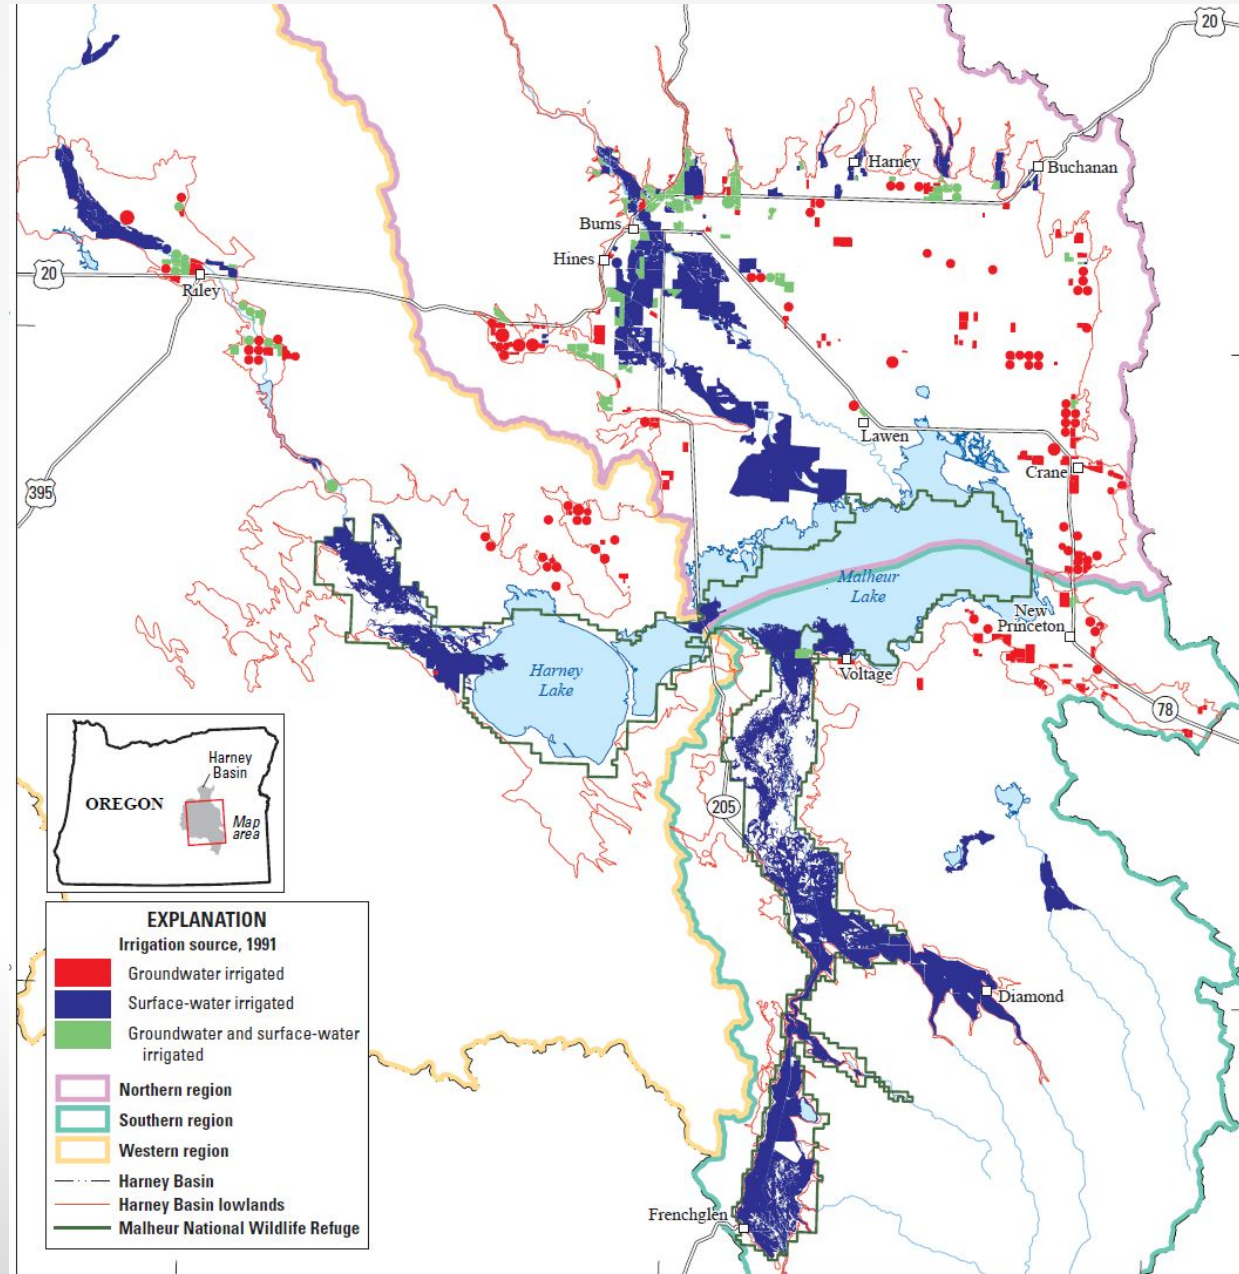 20
Harney
Buchanan
Burns
Hines
20
Riley
Lawen
Crane
395
Malheur
Lake
New
Princeton
Harney
Lake
Voltage
78
205
Harney
Basin
OREGON
Map
area
EXPLANATION
Irrigation source, 1991
Groundwater irrigated
Surface-water irrigated
Groundwater and surface-water
irrigated
Northern region
Southern region
Western region
Harney Basin
Harney Basin lowlands
Malheur National Wildlife Refuge
Diamond
Frenchglen